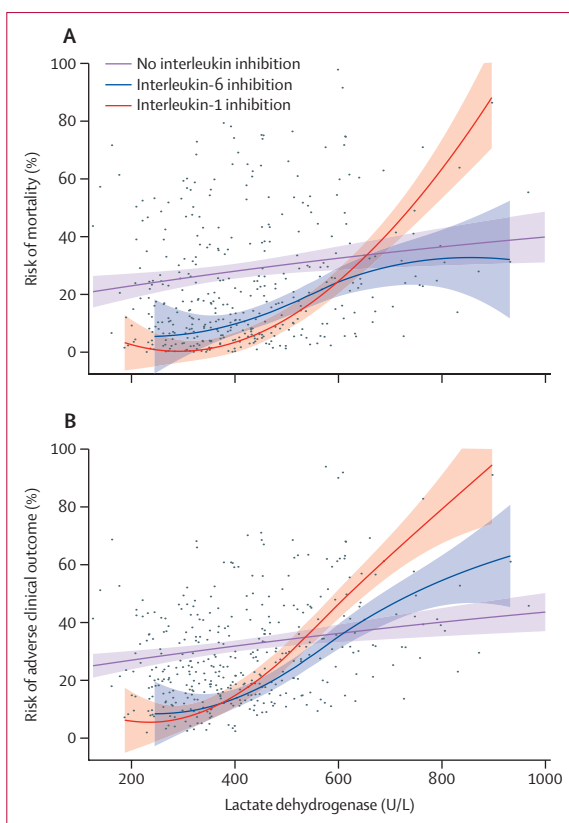 A
100
80
60
40
20
0
Risk of mortality (%)
No interleukin inhibition
Interleukin-6 inhibition
Interleukin-1 inhibition
B
100
80
60
40
20
0
Risk of adverse clinical outcome (%)
200 400 600 800 1000
Lactate dehydrogenase (U/L)